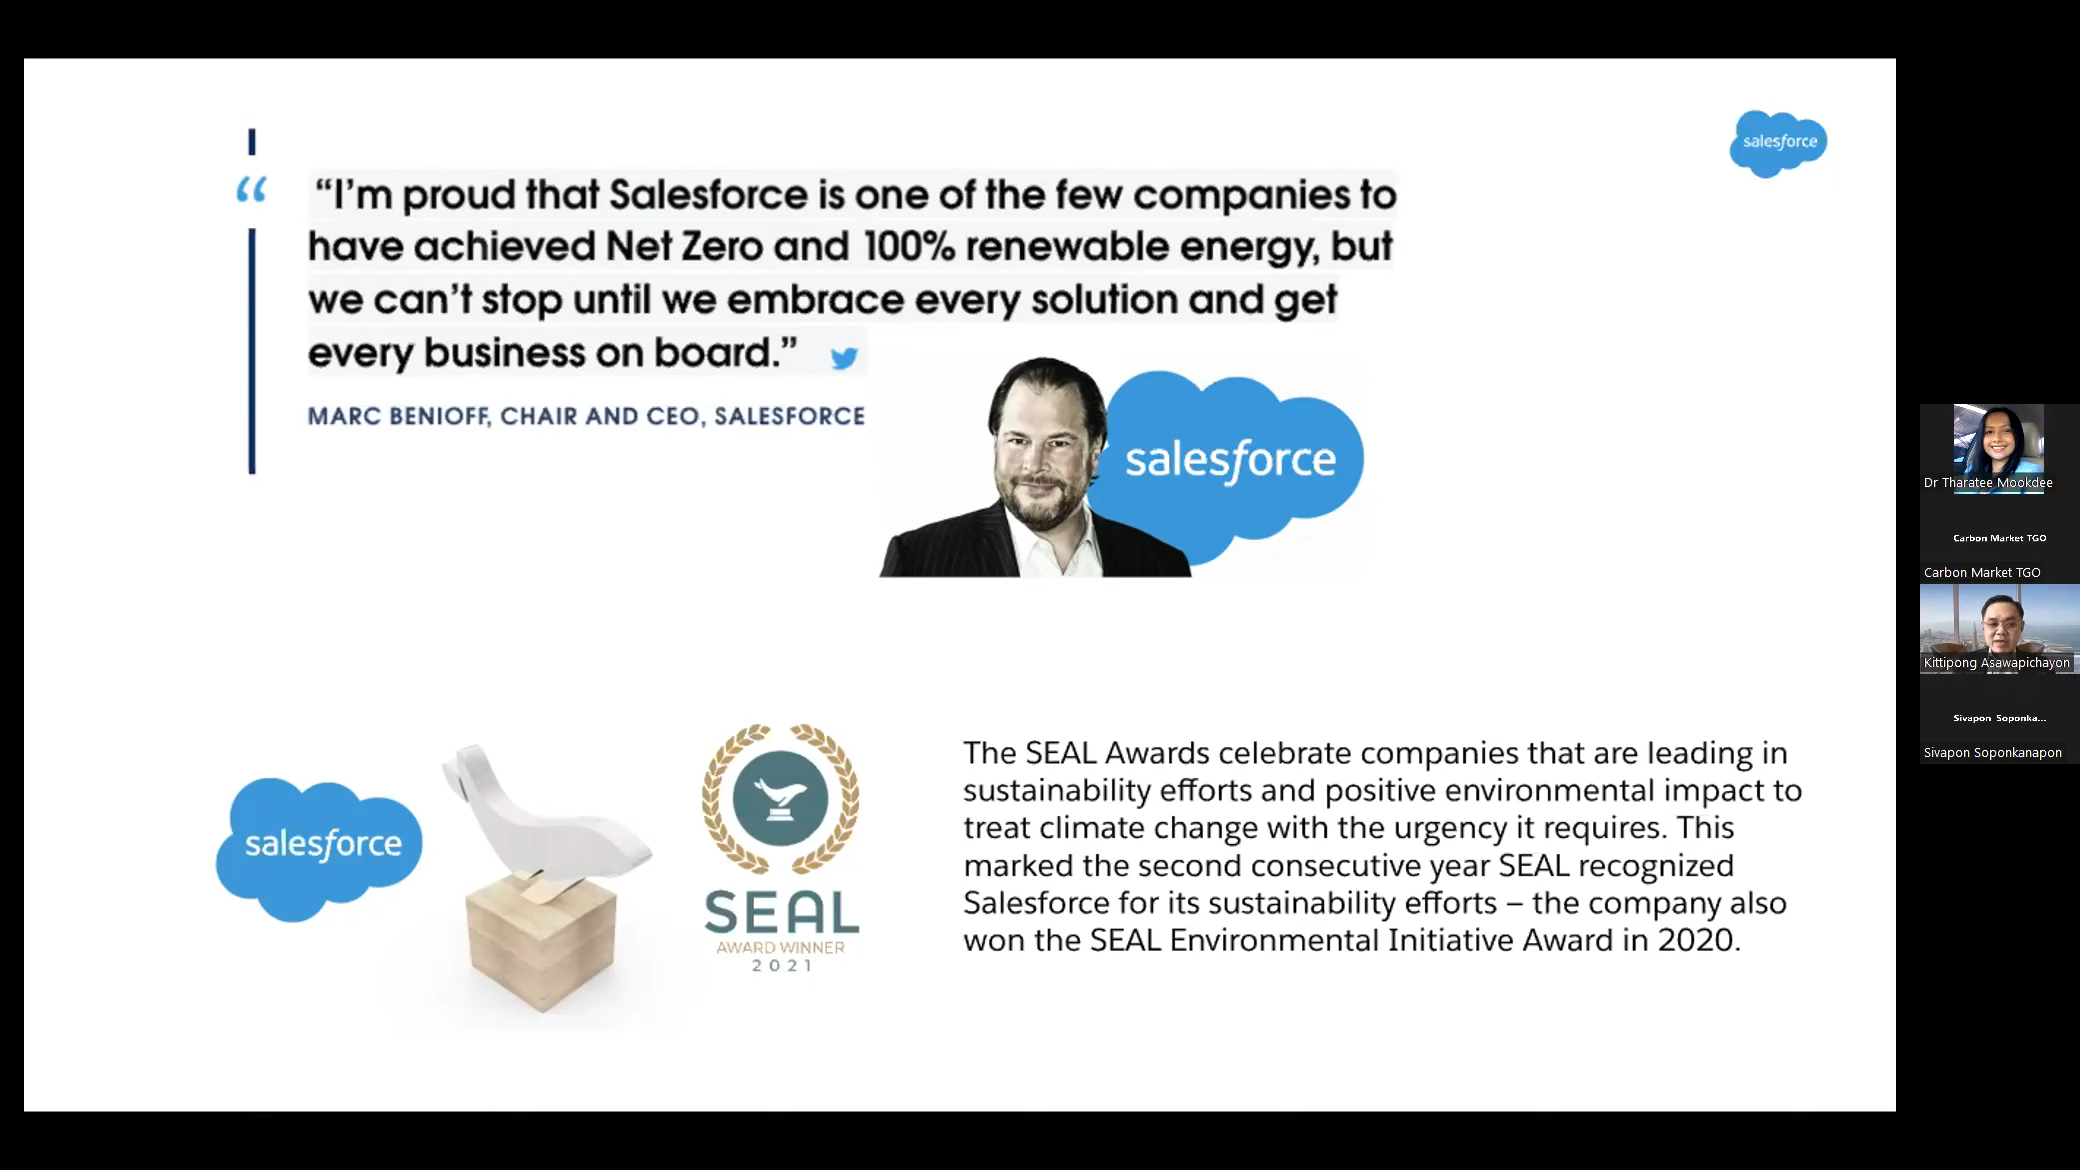 salesforce
“
“I’m proud that Salesforce is one of the few companies to
have achieved Net Zero and 100% renewable energy, but
we can’t stop until we embrace every solution and get
every business on board.”
MARC BENIOFF, CHAIR AND CEO, SALESFORCE
salesforce
salesforce
SEAL
AWARD WINNER
2021
The SEAL Awards celebrate companies that are leading in
sustainability efforts and positive environmental impact to
treat climate change with the urgency it requires. This
marked the second consecutive year SEAL recognized
Salesforce for its sustainability efforts – the company also
won the SEAL Environmental Initiative Award in 2020.
Dr Tharatee Mookdee
Carbon Market TGO
Carbon Market TGO
Kittipong Asawapichayon
Sivapon Soponka...
Sivapon Soponkanapon